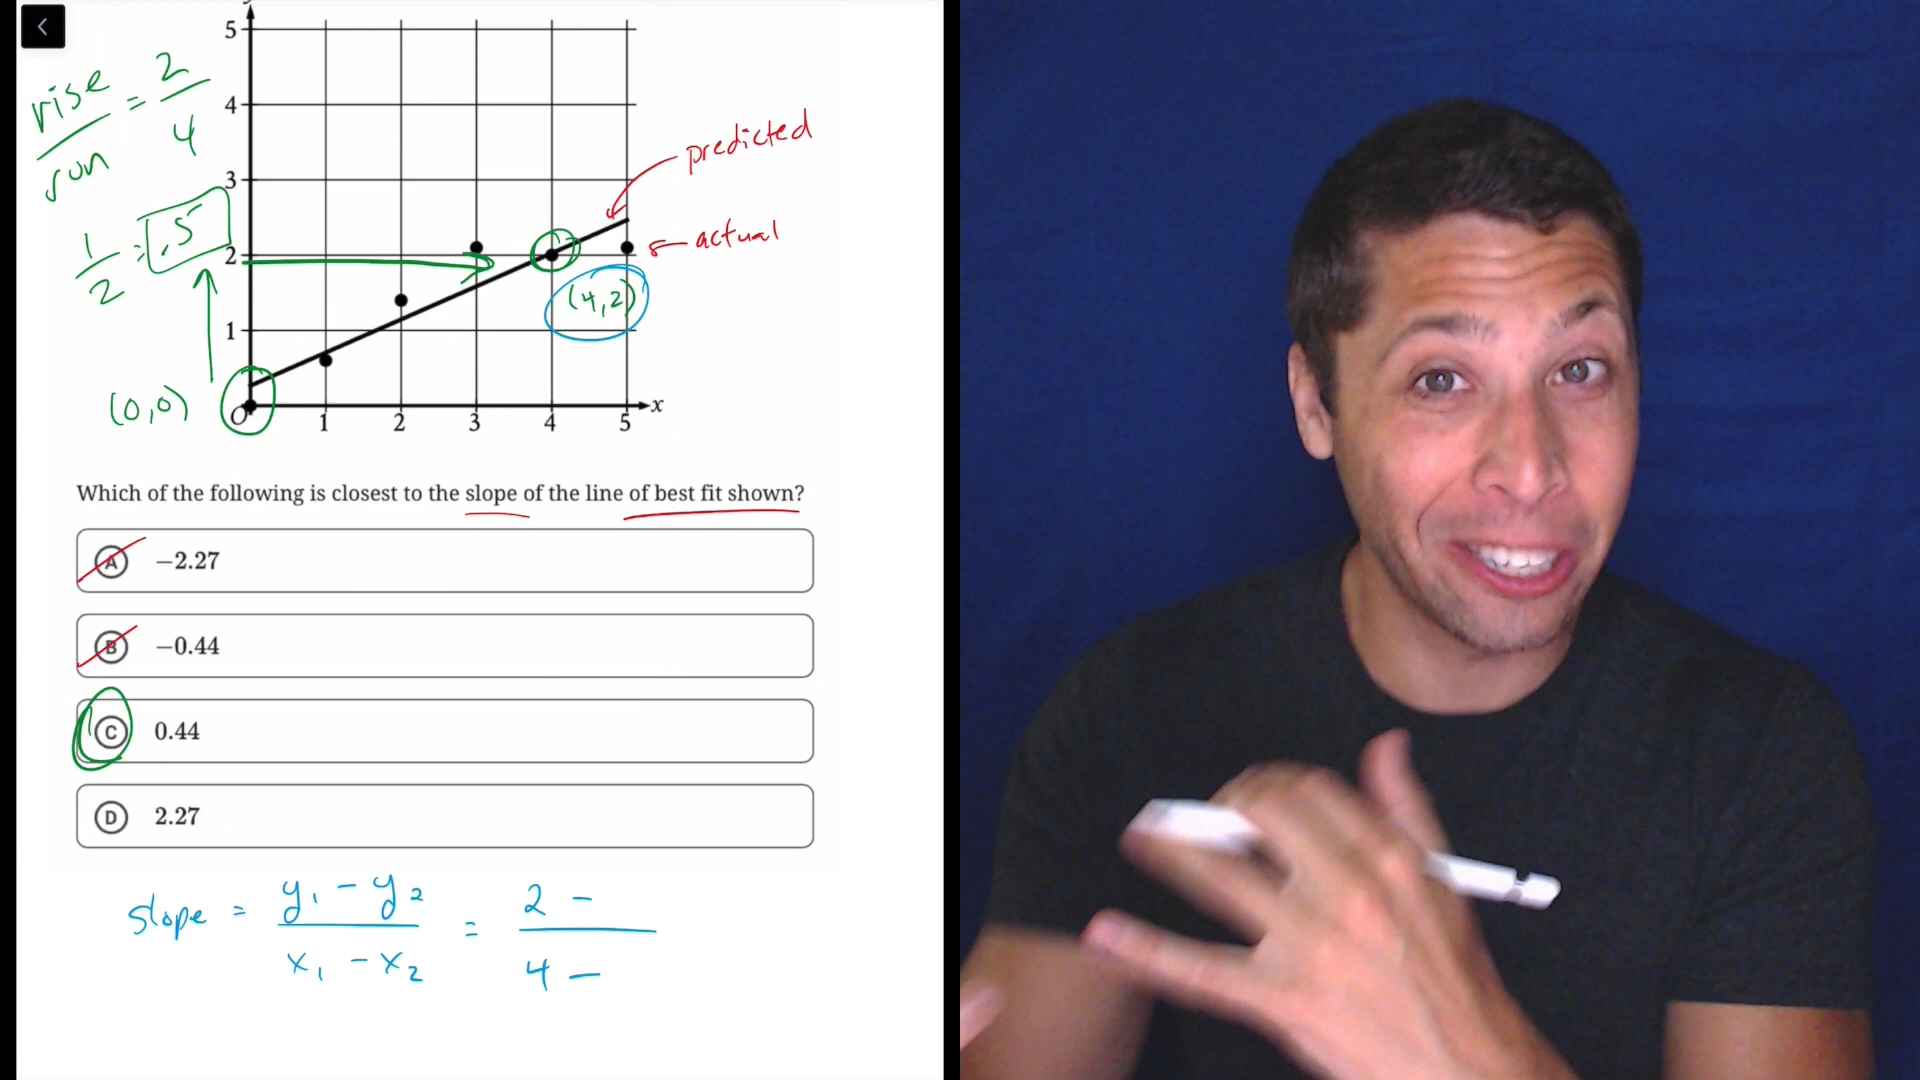 5
4
3
2
1
O
1 2 3 4 5 x
rise
run
= 2
4
1
2
= .5
(0,0)
predicted
actual
(4,2)
Which of the following is closest to the slope of the line of best fit shown?
A −2.27
B −0.44
C 0.44
D 2.27
slope = y₁ − y₂ = 2 −
x₁ − x₂ 4 −